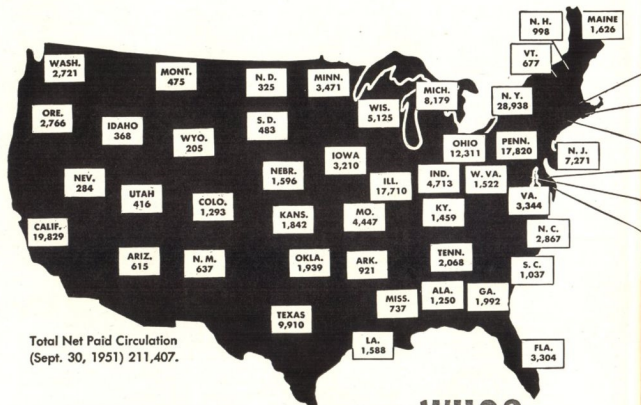 N. H.
998
MAINE
1,626
VT.
677
WASH.
2,721
MONT.
475
N. D.
325
MINN.
3,471
MICH.
8,179
N. Y.
28,938
ORE.
2,766
IDAHO
368
WYO.
205
S. D.
483
WIS.
5,125
OHIO
12,311
PENN.
17,820
N. J.
7,271
NEV.
284
UTAH
416
COLO.
1,293
NEBR.
1,596
IOWA
3,210
ILL.
17,710
IND.
4,713
W. VA.
1,522
VA.
3,344
CALIF.
19,829
KANS.
1,842
MO.
4,447
KY.
1,459
N. C.
2,867
ARIZ.
615
N. M.
637
OKLA.
1,939
ARK.
921
TENN.
2,068
S. C.
1,037
TEXAS
9,910
MISS.
737
ALA.
1,250
GA.
1,992
LA.
1,588
FLA.
3,304
Total Net Paid Circulation
(Sept. 30, 1951) 211,407.